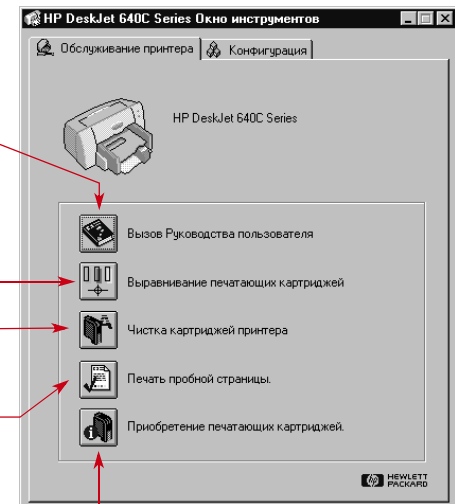 HP DeskJet 640C Series Окно инструментов
Обслуживание принтера
Конфигурация
HP DeskJet 640C Series
Вызов Руководства пользователя
Выравнивание печатающих картриджей
Чистка картриджей принтера
Печать пробной страницы.
Приобретение печатающих картриджей.
hp HEWLETT
PACKARD